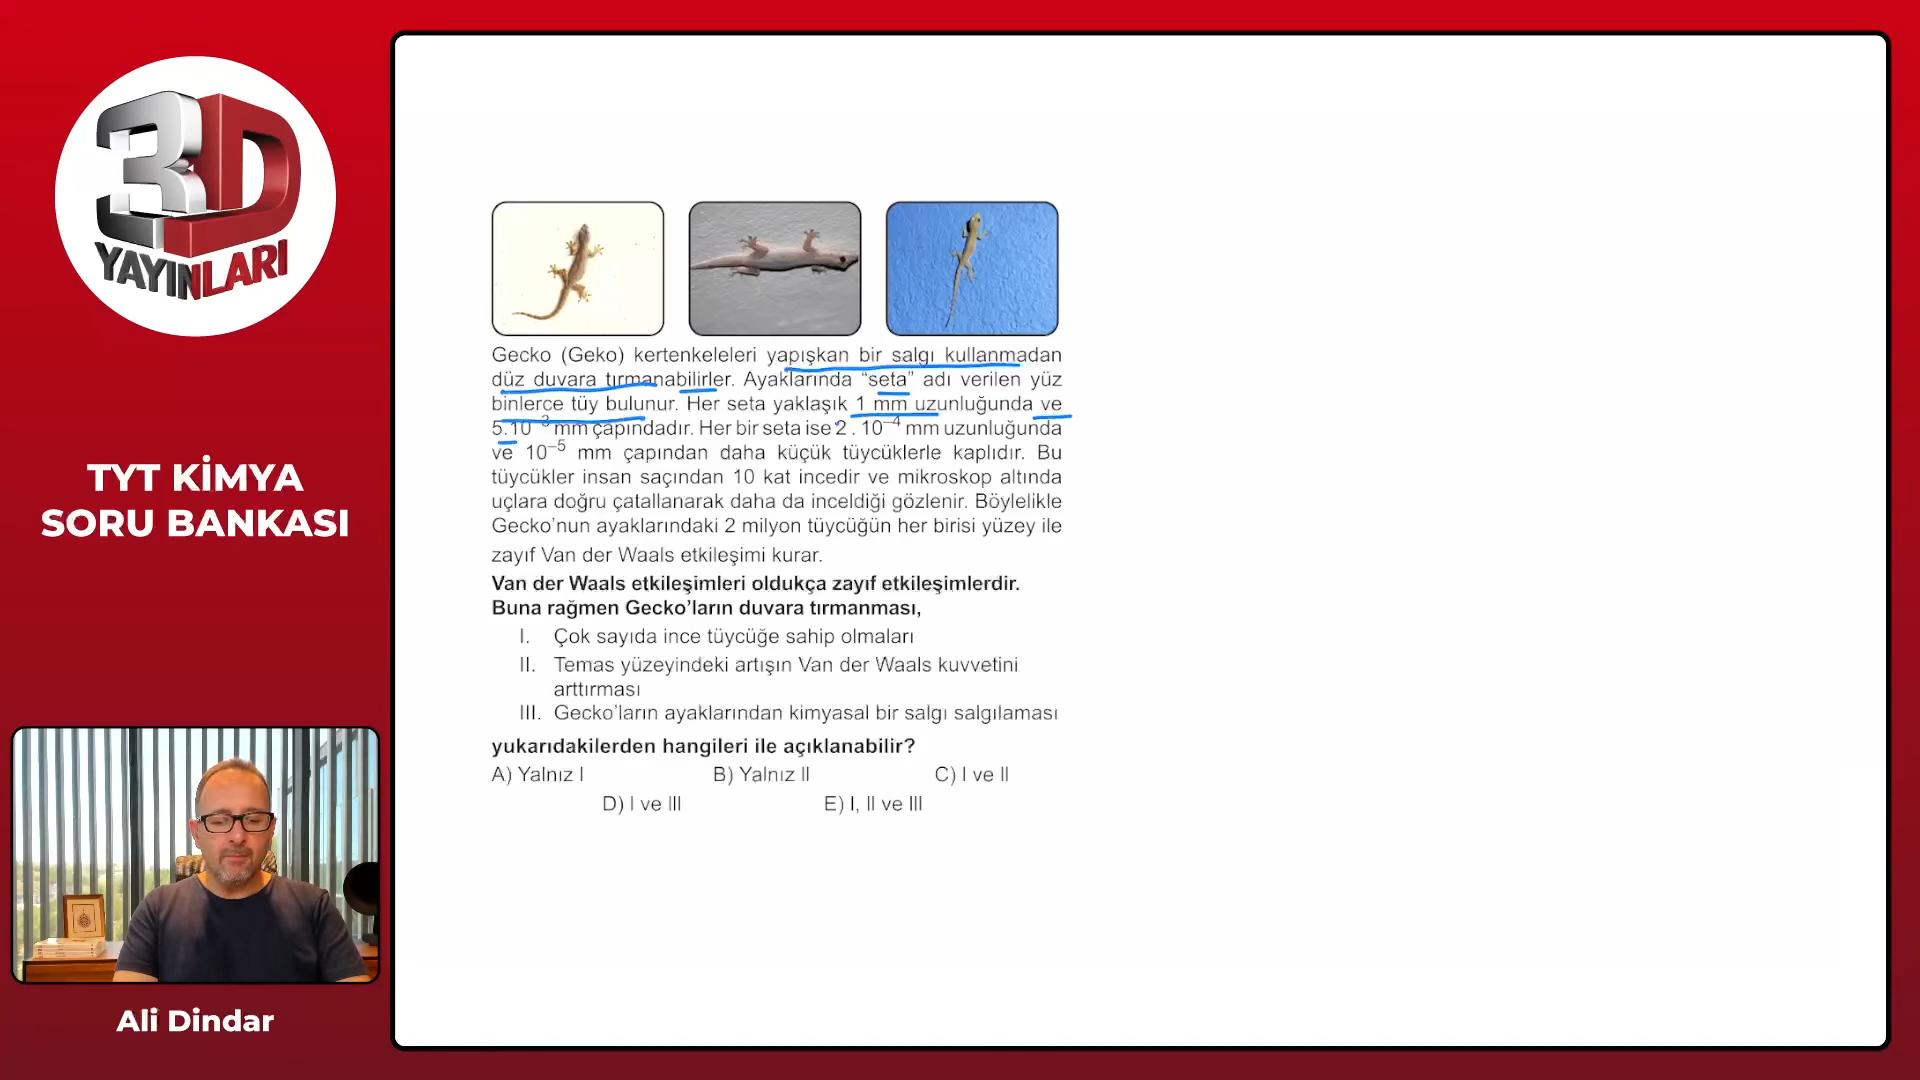 3D
YAYINLARI
TYT KİMYA
SORU BANKASI
Ali Dindar
Gecko (Geko) kertenkeleleri yapışkan bir salgı kullanmadan
düz duvara tırmanabilirler. Ayaklarında “seta” adı verilen yüz
binlerce tüy bulunur. Her seta yaklaşık 1 mm uzunluğunda ve
5.10⁻³ mm çapındadır. Her bir seta ise 2 . 10⁻⁴ mm uzunluğunda
ve 10⁻⁵ mm çapından daha küçük tüycüklerle kaplıdır. Bu
tüycükler insan saçından 10 kat incedir ve mikroskop altında
uçlara doğru çatallanarak daha da inceldiği gözlenir. Böylelikle
Gecko’nun ayaklarındaki 2 milyon tüycüğün her birisi yüzey ile
zayıf Van der Waals etkileşimi kurar.
Van der Waals etkileşimleri oldukça zayıf etkileşimlerdir.
Buna rağmen Gecko’ların duvara tırmanması,
I. Çok sayıda ince tüycüğe sahip olmaları
II. Temas yüzeyindeki artışın Van der Waals kuvvetini
arttırması
III. Gecko’ların ayaklarından kimyasal bir salgı salgılaması
yukarıdakilerden hangileri ile açıklanabilir?
A) Yalnız I B) Yalnız II C) I ve II
D) I ve III E) I, II ve III